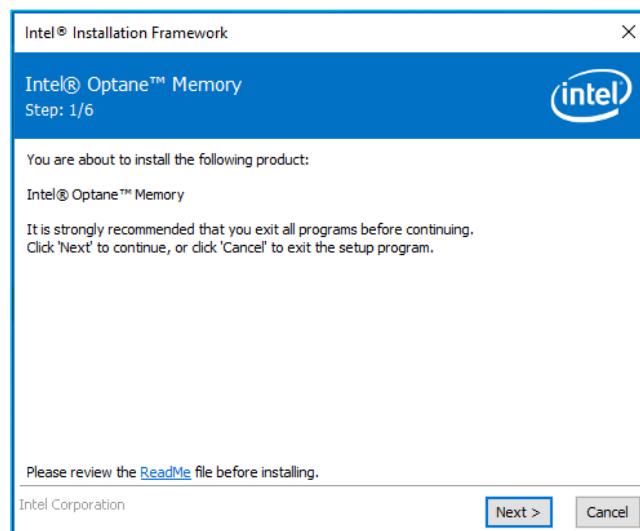 Intel® Installation Framework
Intel® Optane™ Memory
Step: 1/6
intel
You are about to install the following product:
Intel® Optane™ Memory
It is strongly recommended that you exit all programs before continuing.
Click 'Next' to continue, or click 'Cancel' to exit the setup program.
Please review the ReadMe file before installing.
Intel Corporation
Next >
Cancel